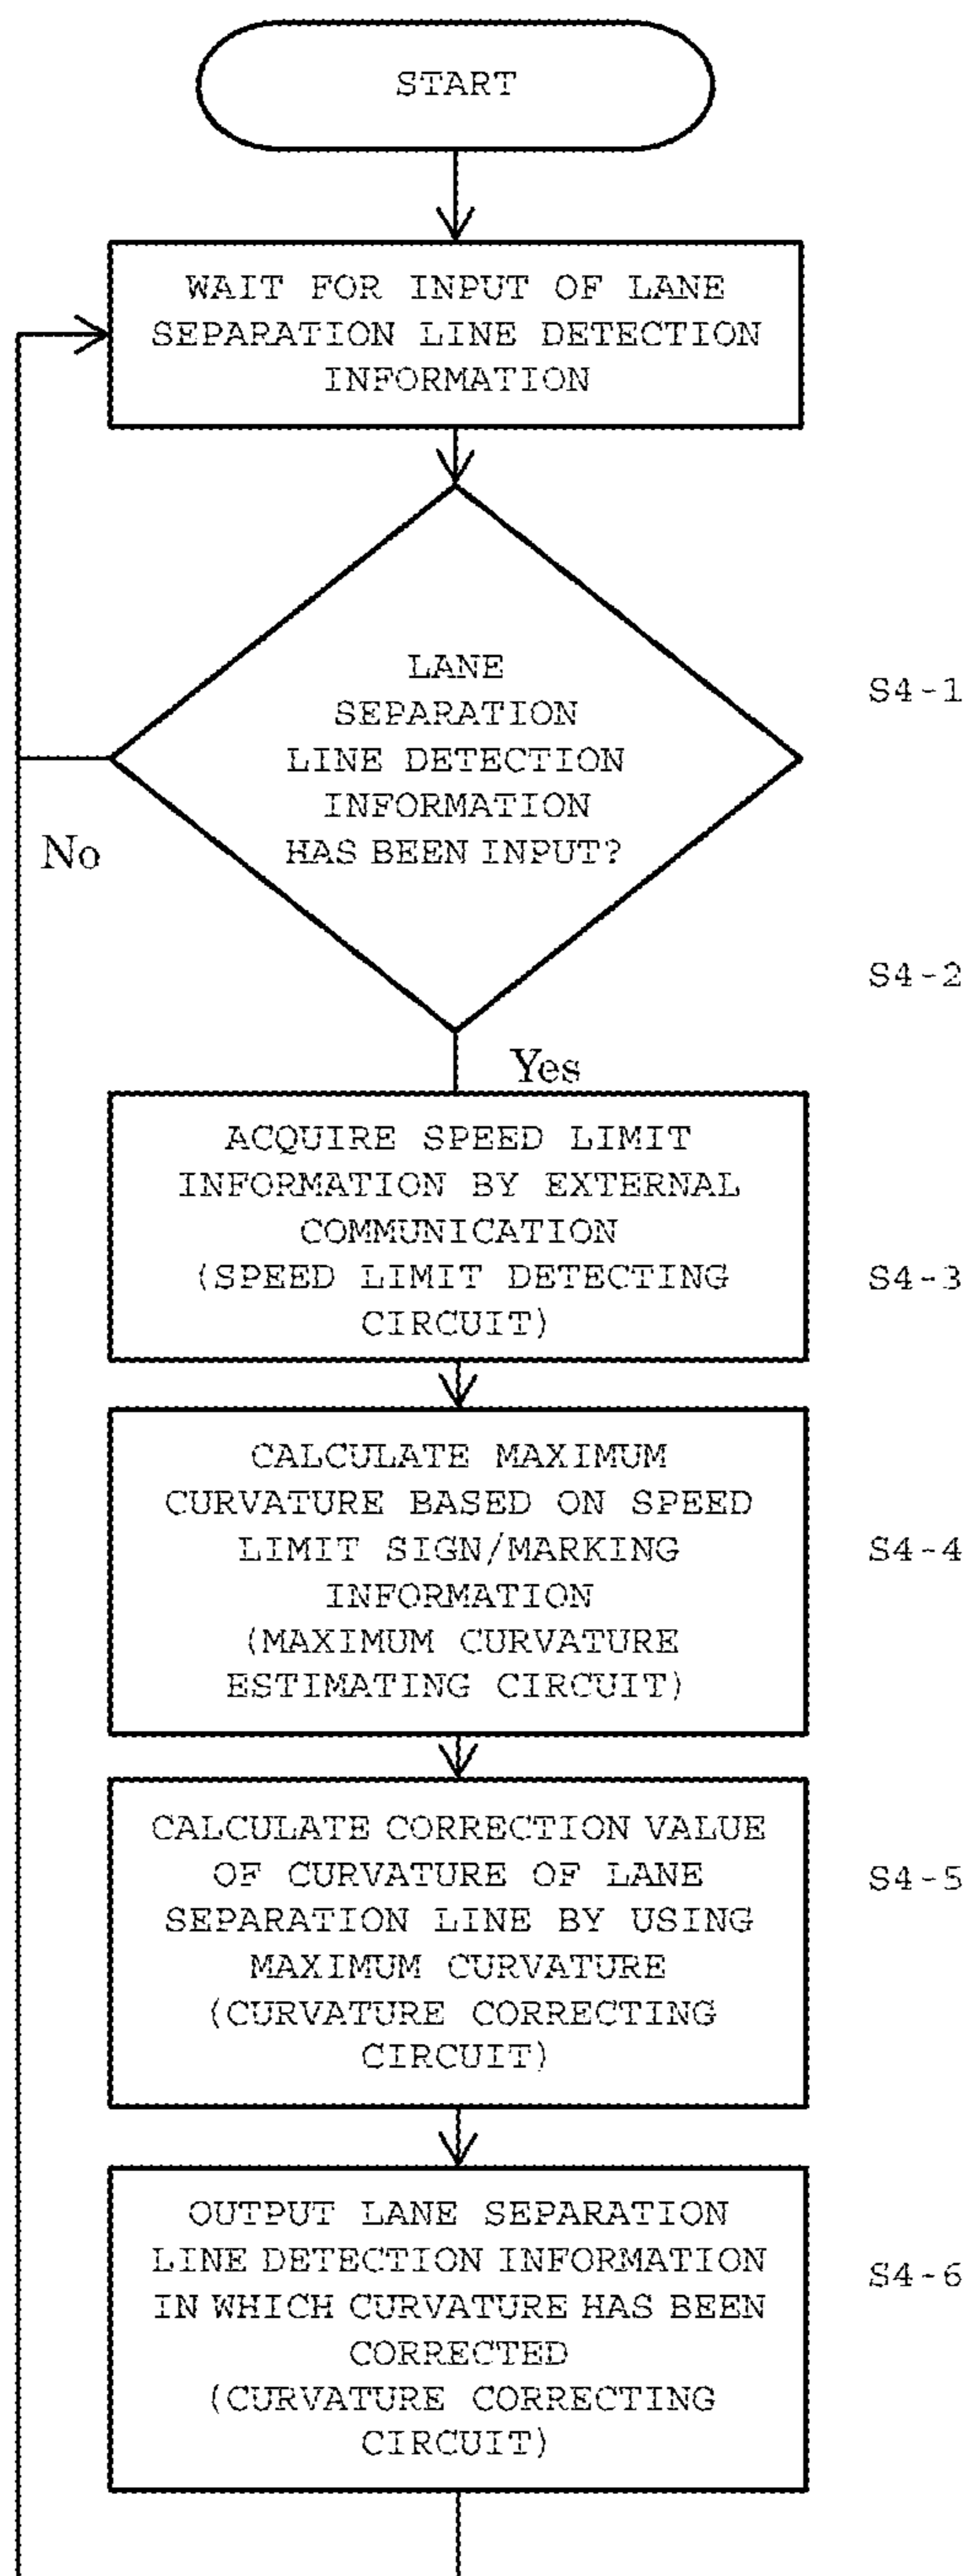 START
WAIT FOR INPUT OF LANE
SEPARATION LINE DETECTION
INFORMATION
LANE
SEPARATION
LINE DETECTION
INFORMATION
HAS BEEN INPUT?
S4-1
No
S4-2
Yes
ACQUIRE SPEED LIMIT
INFORMATION BY EXTERNAL
COMMUNICATION
(SPEED LIMIT DETECTING
CIRCUIT)
S4-3
CALCULATE MAXIMUM
CURVATURE BASED ON SPEED
LIMIT SIGN/MARKING
INFORMATION
(MAXIMUM CURVATURE
ESTIMATING CIRCUIT)
S4-4
CALCULATE CORRECTION VALUE
OF CURVATURE OF LANE
SEPARATION LINE BY USING
MAXIMUM CURVATURE
(CURVATURE CORRECTING
CIRCUIT)
S4-5
OUTPUT LANE SEPARATION
LINE DETECTION INFORMATION
IN WHICH CURVATURE HAS BEEN
CORRECTED
(CURVATURE CORRECTING
CIRCUIT)
S4-6